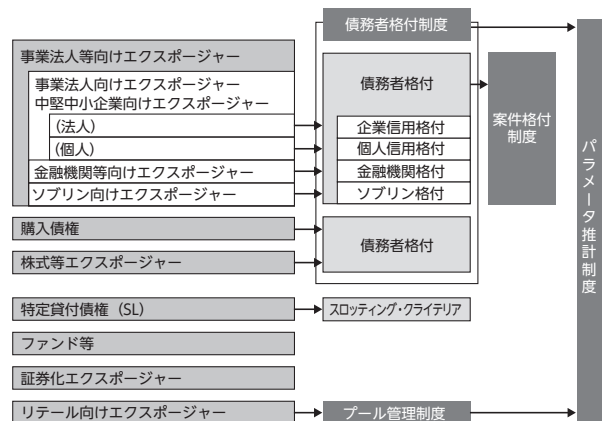 債務者格付制度
事業法人等向けエクスポージャー
事業法人向けエクスポージャー
中堅中小企業向けエクスポージャー
(法人)
(個人)
金融機関等向けエクスポージャー
ソブリン向けエクスポージャー
債務者格付
企業信用格付
個人信用格付
金融機関格付
ソブリン格付
案件格付
制度
パラメータ推計制度
購入債権
株式等エクスポージャー
債務者格付
特定貸付債権(SL)
スロッティング・クライテリア
ファンド等
証券化エクスポージャー
リテール向けエクスポージャー
プール管理制度